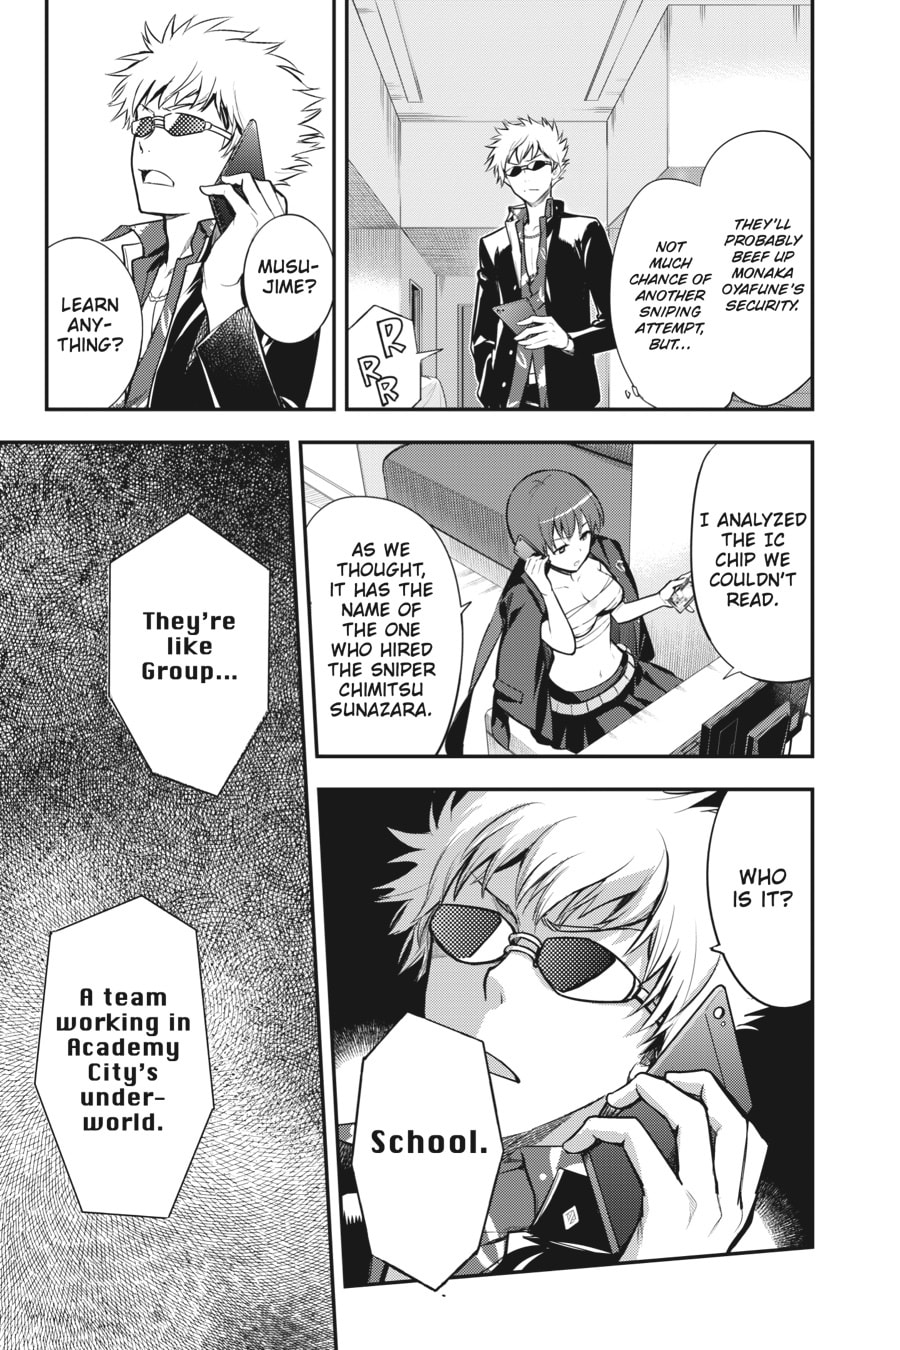 THEY'LL
PROBABLY
BEEF UP
MONAKA
OYAFUNE'S
SECURITY.
NOT
MUCH
CHANCE OF
ANOTHER
SNIPING
ATTEMPT,
BUT...
R
R
R
MUSU-
JIME?
LEARN
ANY-
THING?
I ANALYZED
THE IC
CHIP WE
COULDN'T
READ.
AS WE
THOUGHT,
IT HAS THE
NAME OF
THE ONE
WHO HIRED
THE SNIPER
CHIMITSU
SUNAZARA.
WHO
IS IT?
School.
They're
like
Group...
A team
working in
Academy
City's
under-
world.